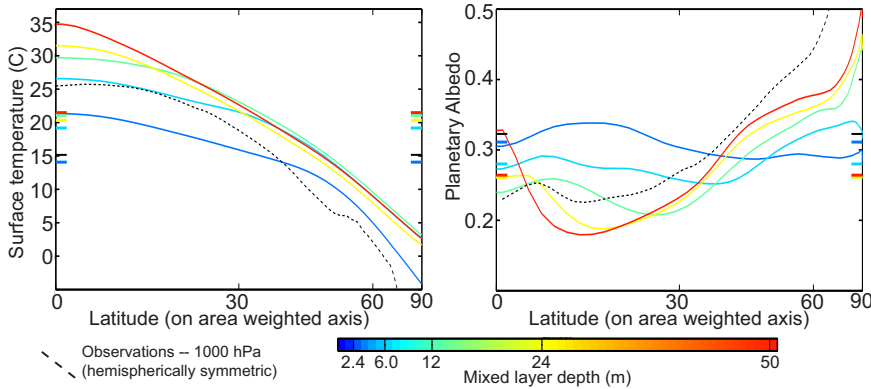 Surface temperature (C)
35
30
25
20
15
10
5
0
0
30
60
90
Latitude (on area weighted axis)
Planetary Albedo
0.5
0.4
0.3
0.2
0
30
60
90
Latitude (on area weighted axis)
Observations -- 1000 hPa
(hemispherically symmetric)
2.4 6.0 12 24 50
Mixed layer depth (m)